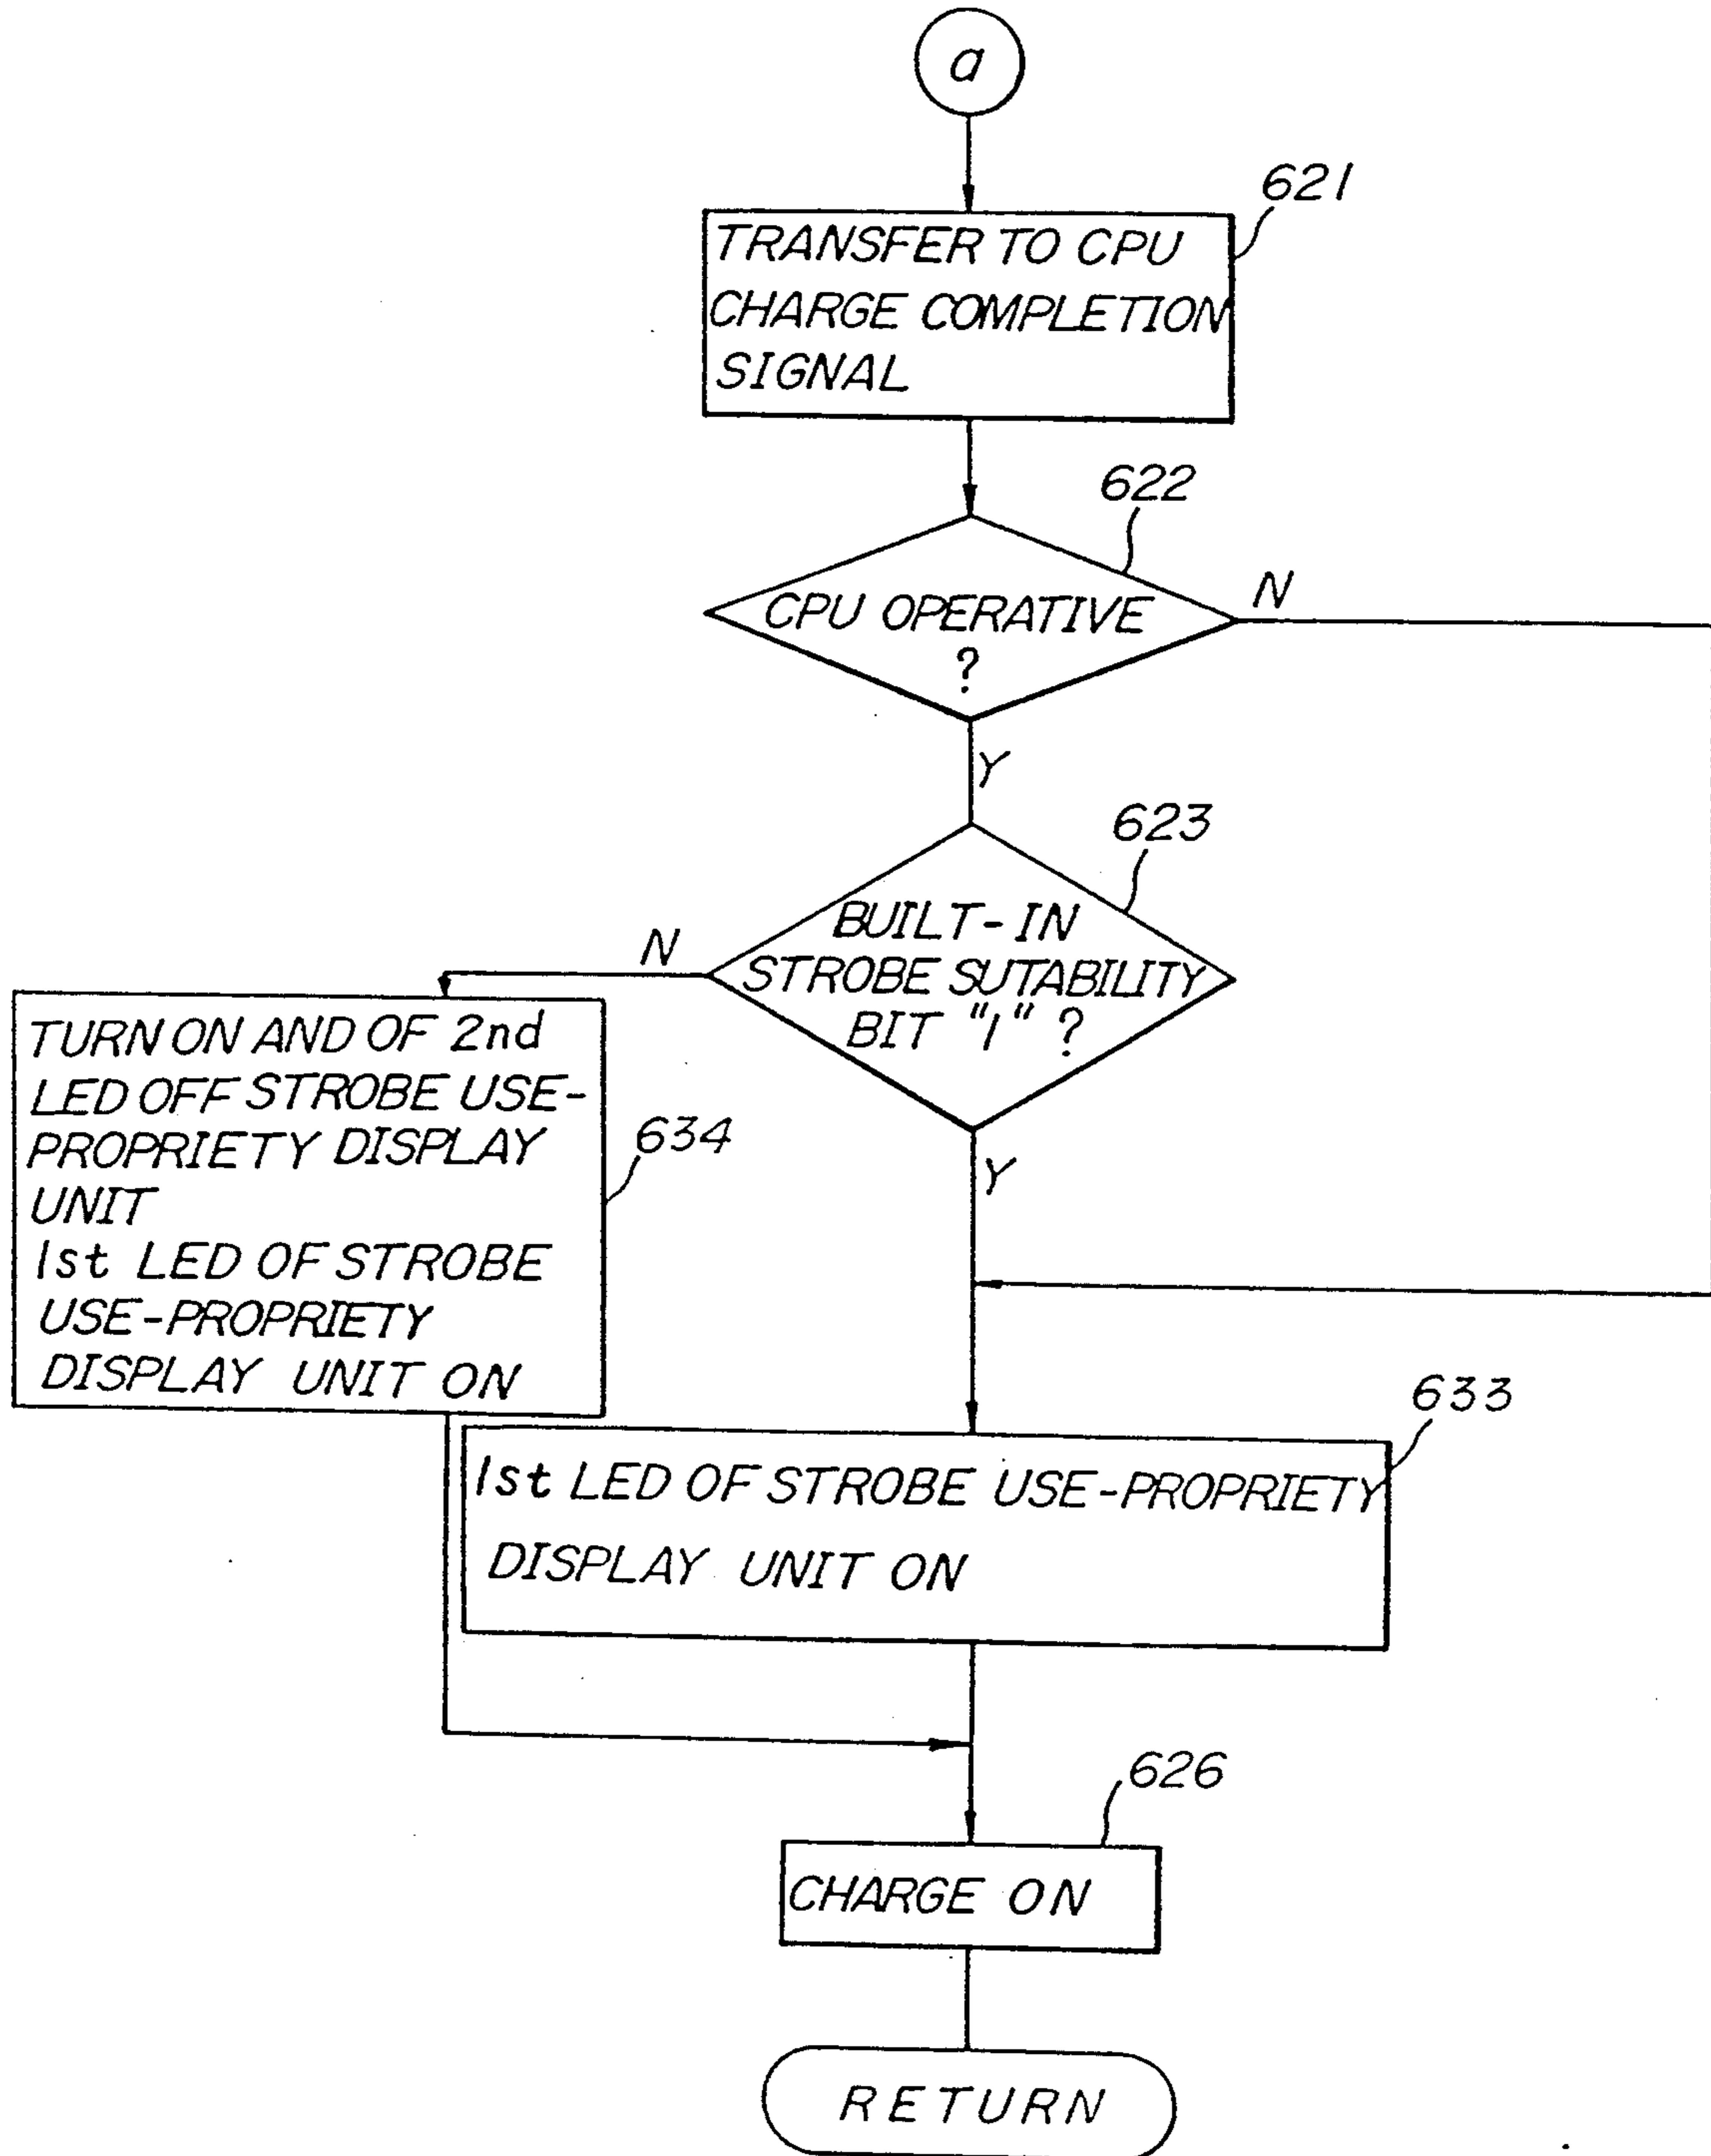 a
621
TRANSFER TO CPU
CHARGE COMPLETION
SIGNAL
622
CPU OPERATIVE
?
N
Y
623
BUILT-IN
STROBE SUTABILITY
BIT "1" ?
N
Y
TURN ON AND OF 2nd
LED OFF STROBE USE-
PROPRIETY DISPLAY
UNIT
1st LED OF STROBE
USE-PROPRIETY
DISPLAY UNIT ON
634
633
1st LED OF STROBE USE-PROPRIETY
DISPLAY UNIT ON
626
CHARGE ON
RETURN